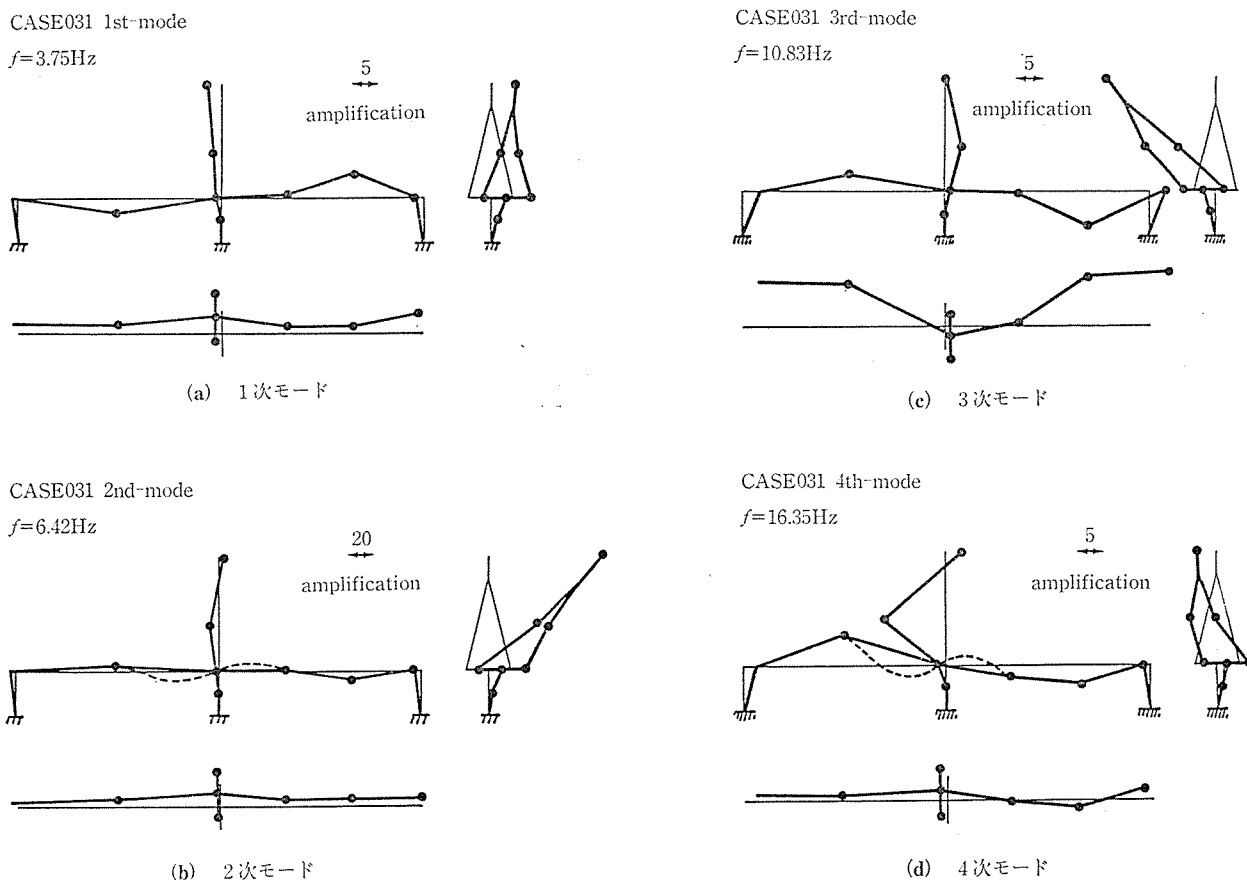 CASE031 1st-mode
f=3.75Hz
5
amplification
(a) 1次モード
CASE031 3rd-mode
f=10.83Hz
5
amplification
(c) 3次モード
CASE031 2nd-mode
f=6.42Hz
20
amplification
(b) 2次モード
CASE031 4th-mode
f=16.35Hz
5
amplification
(d) 4次モード